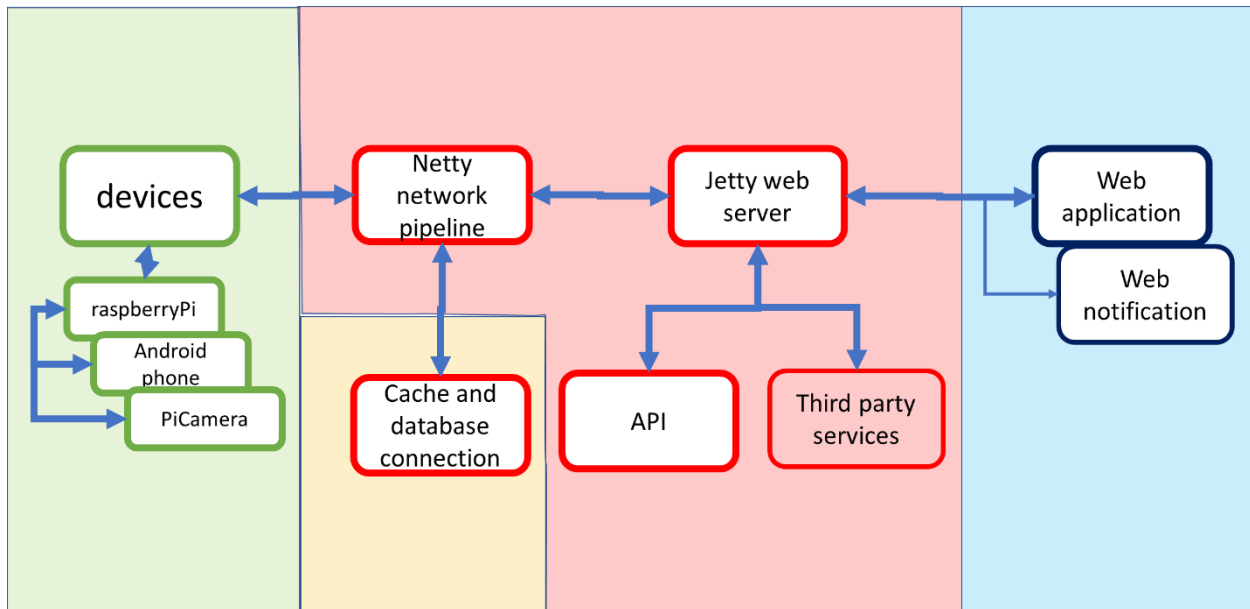 devices
raspberryPi
Android
phone
PiCamera
Netty
network
pipeline
Cache and
database
connection
Jetty web
server
API
Third party
services
Web
application
Web
notification